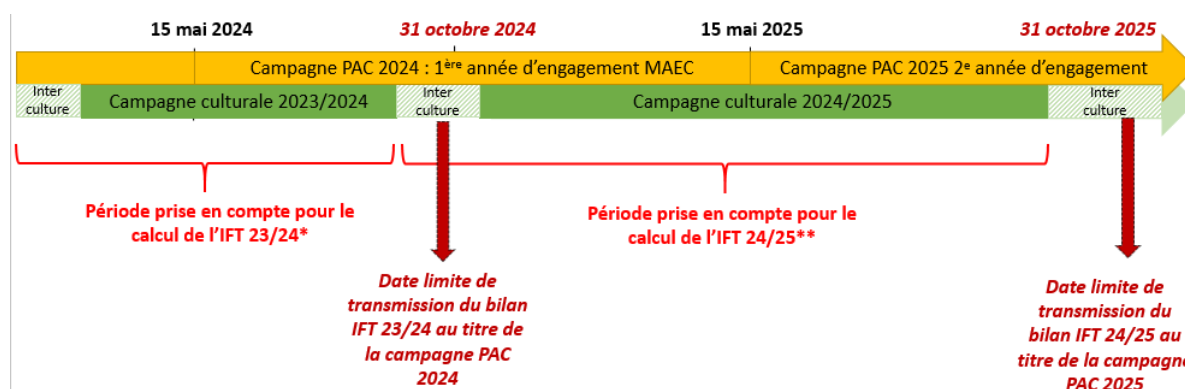 15 mai 2024 31 octobre 2024 15 mai 2025 31 octobre 2025
Campagne PAC 2024 : 1ère année d'engagement MAEC Campagne PAC 2025 2e année d'engagement
Inter
culture
Campagne culturale 2023/2024
Inter
culture
Campagne culturale 2024/2025
Inter
culture
Période prise en compte pour le
calcul de l'IFT 23/24*
Période prise en compte pour le
calcul de l'IFT 24/25**
Date limite de
transmission du bilan
IFT 23/24 au titre de
la campagne PAC
2024
Date limite de
transmission du
bilan IFT 24/25 au
titre de la campagne
PAC 2025